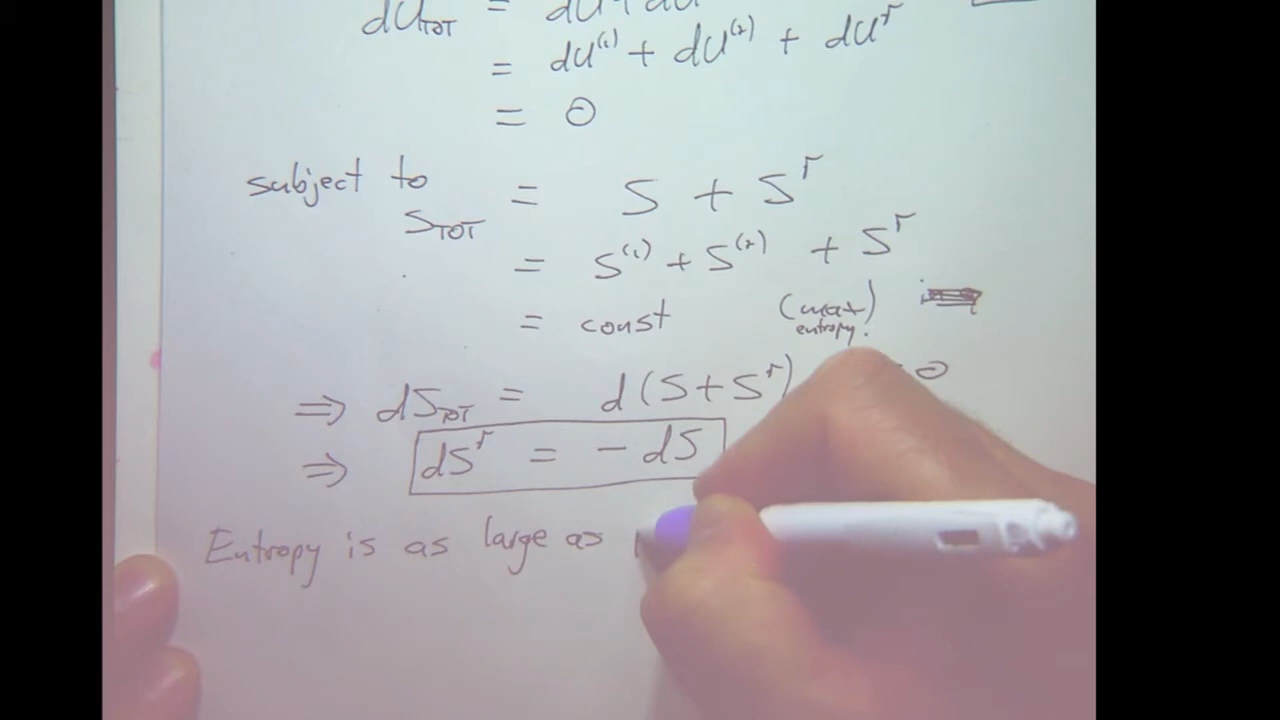 dU_TOT = dU + dU
= dU^(1) + dU^(2) + dU^r
= 0
subject to
S_TOT = S + S^r
= S^(1) + S^(2) + S^r
= const (max entropy.)
⇒ dS_TOT = d(S+S^r) = 0
⇒ dS^r = - dS
Entropy is as large as